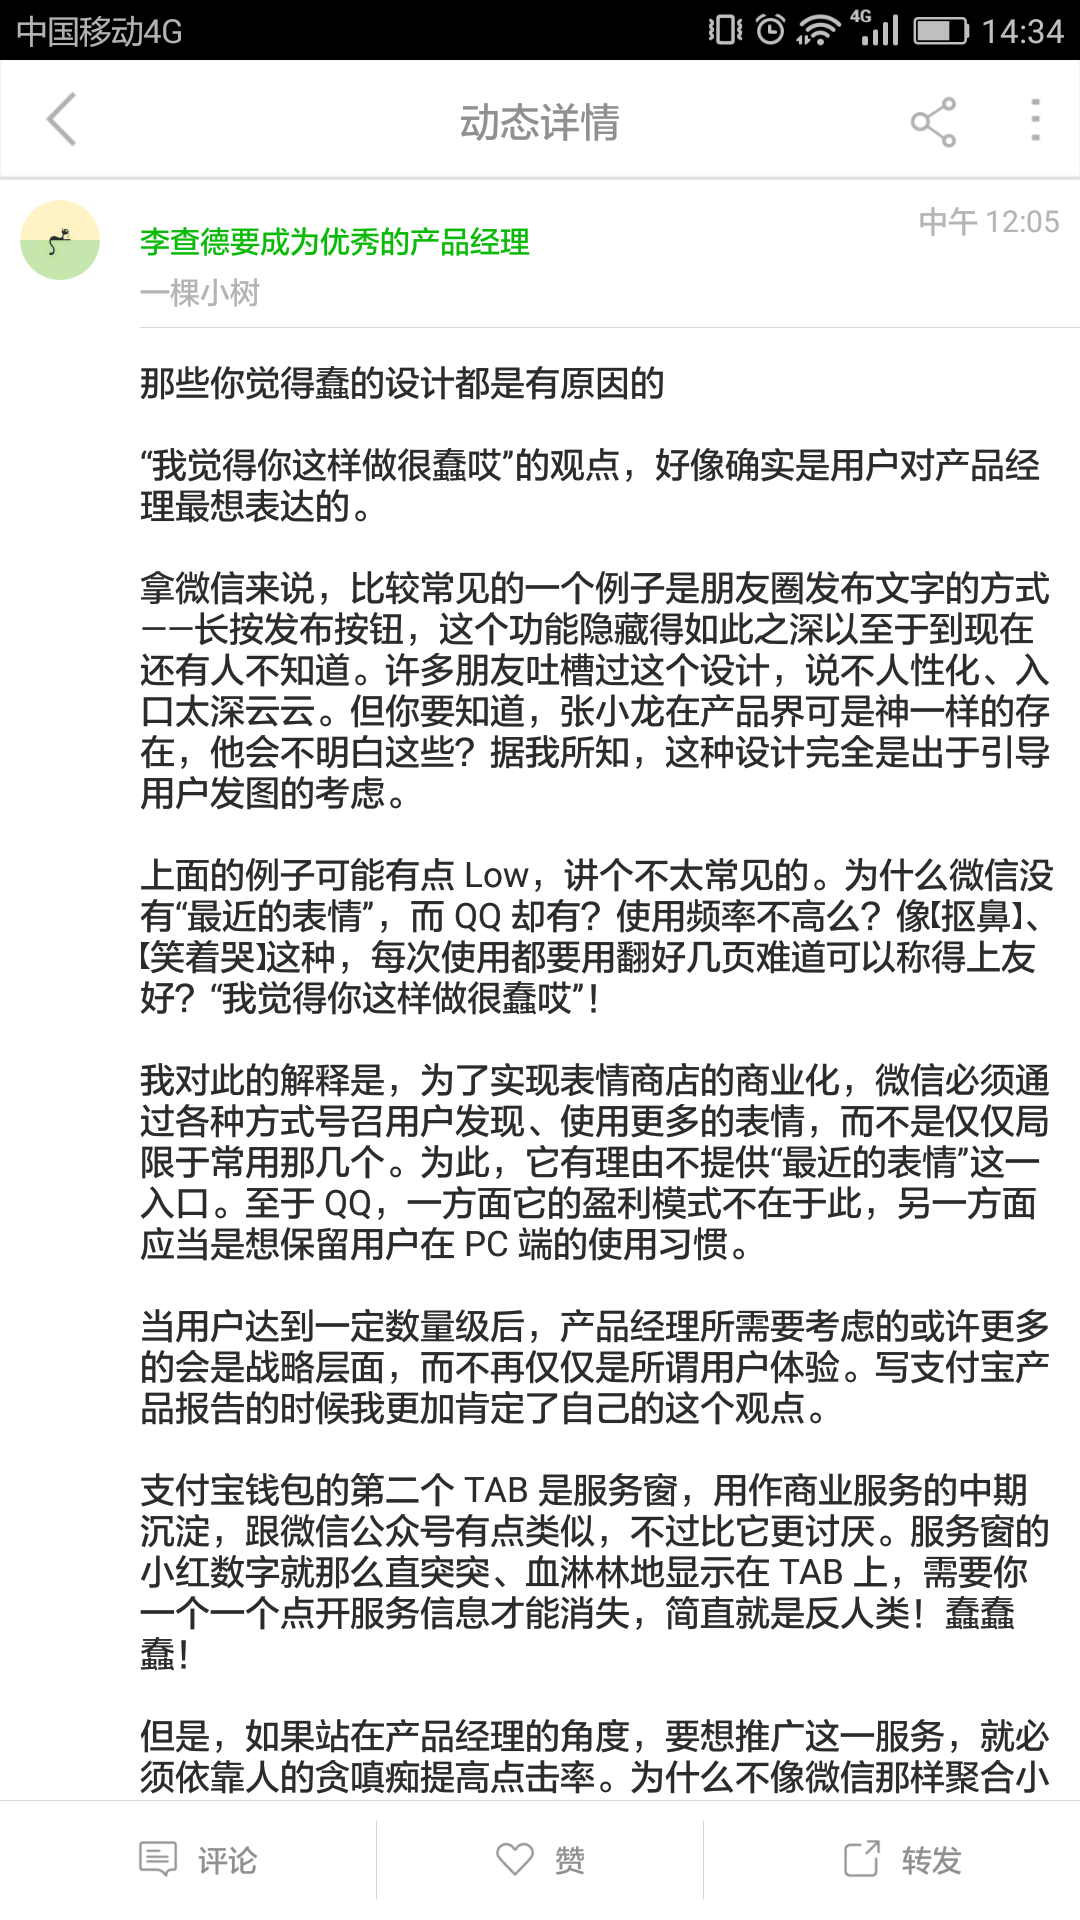 中国移动4G
4G
14:34
动态详情
李查德要成为优秀的产品经理
中午 12:05
一棵小树
那些你觉得蠢的设计都是有原因的
“我觉得你这样做很蠢哎”的观点，好像确实是用户对产品经
理最想表达的。
拿微信来说，比较常见的一个例子是朋友圈发布文字的方式
——长按发布按钮，这个功能隐藏得如此之深以至于到现在
还有人不知道。许多朋友吐槽过这个设计，说不人性化、入
口太深云云。但你要知道，张小龙在产品界可是神一样的存
在，他会不明白这些？据我所知，这种设计完全是出于引导
用户发图的考虑。
上面的例子可能有点 Low，讲个不太常见的。为什么微信没
有“最近的表情”，而 QQ 却有？使用频率不高么？像【抠鼻】、
【笑着哭】这种，每次使用都要用翻好几页难道可以称得上友
好？“我觉得你这样做很蠢哎”！
我对此的解释是，为了实现表情商店的商业化，微信必须通
过各种方式号召用户发现、使用更多的表情，而不是仅仅局
限于常用那几个。为此，它有理由不提供“最近的表情”这一
入口。至于 QQ，一方面它的盈利模式不在于此，另一方面
应当是想保留用户在 PC 端的使用习惯。
当用户达到一定数量级后，产品经理所需要考虑的或许更多
的会是战略层面，而不再仅仅是所谓用户体验。写支付宝产
品报告的时候我更加肯定了自己的这个观点。
支付宝钱包的第二个 TAB 是服务窗，用作商业服务的中期
沉淀，跟微信公众号有点类似，不过比它更讨厌。服务窗的
小红数字就那么直突突、血淋林地显示在 TAB 上，需要你
一个一个点开服务信息才能消失，简直就是反人类！蠢蠢
蠢！
但是，如果站在产品经理的角度，要想推广这一服务，就必
须依靠人的贪嗔痴提高点击率。为什么不像微信那样聚合小
评论
赞
转发